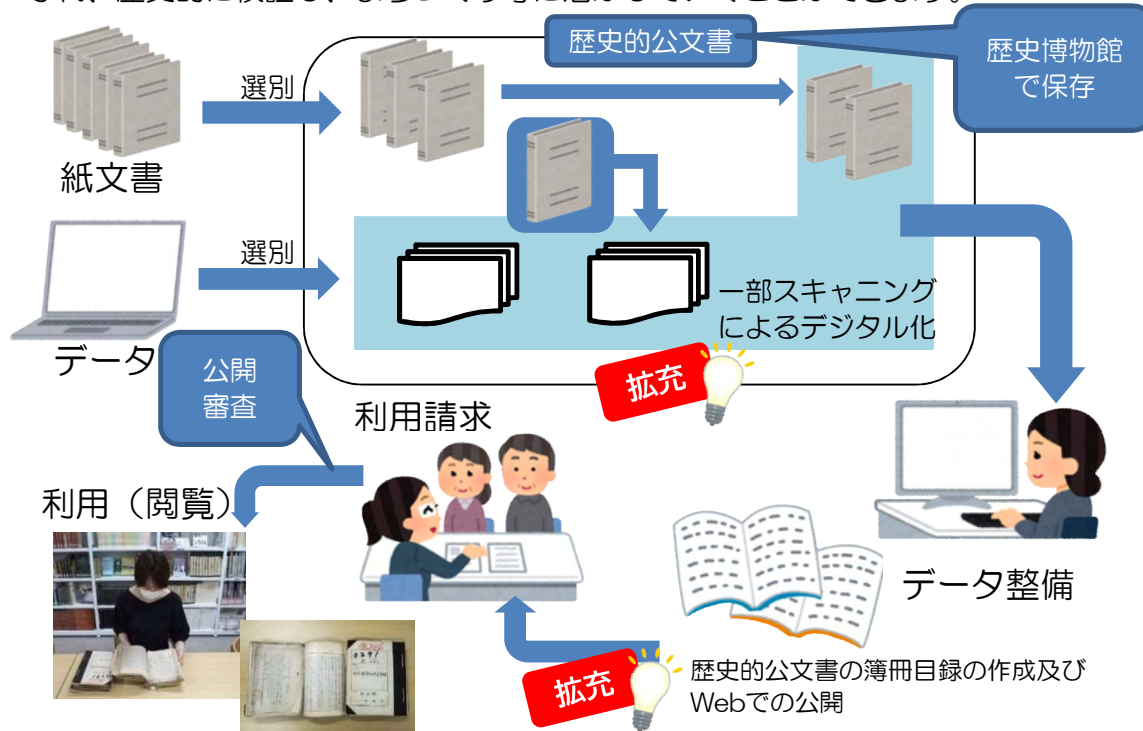 歴史的公文書
歴史博物館
で保存
選別
紙文書
選別
一部スキャニング
によるデジタル化
データ
拡充
公開
審査
利用請求
利用（閲覧）
データ整備
拡充
歴史的公文書の簿冊目録の作成及び
Webでの公開